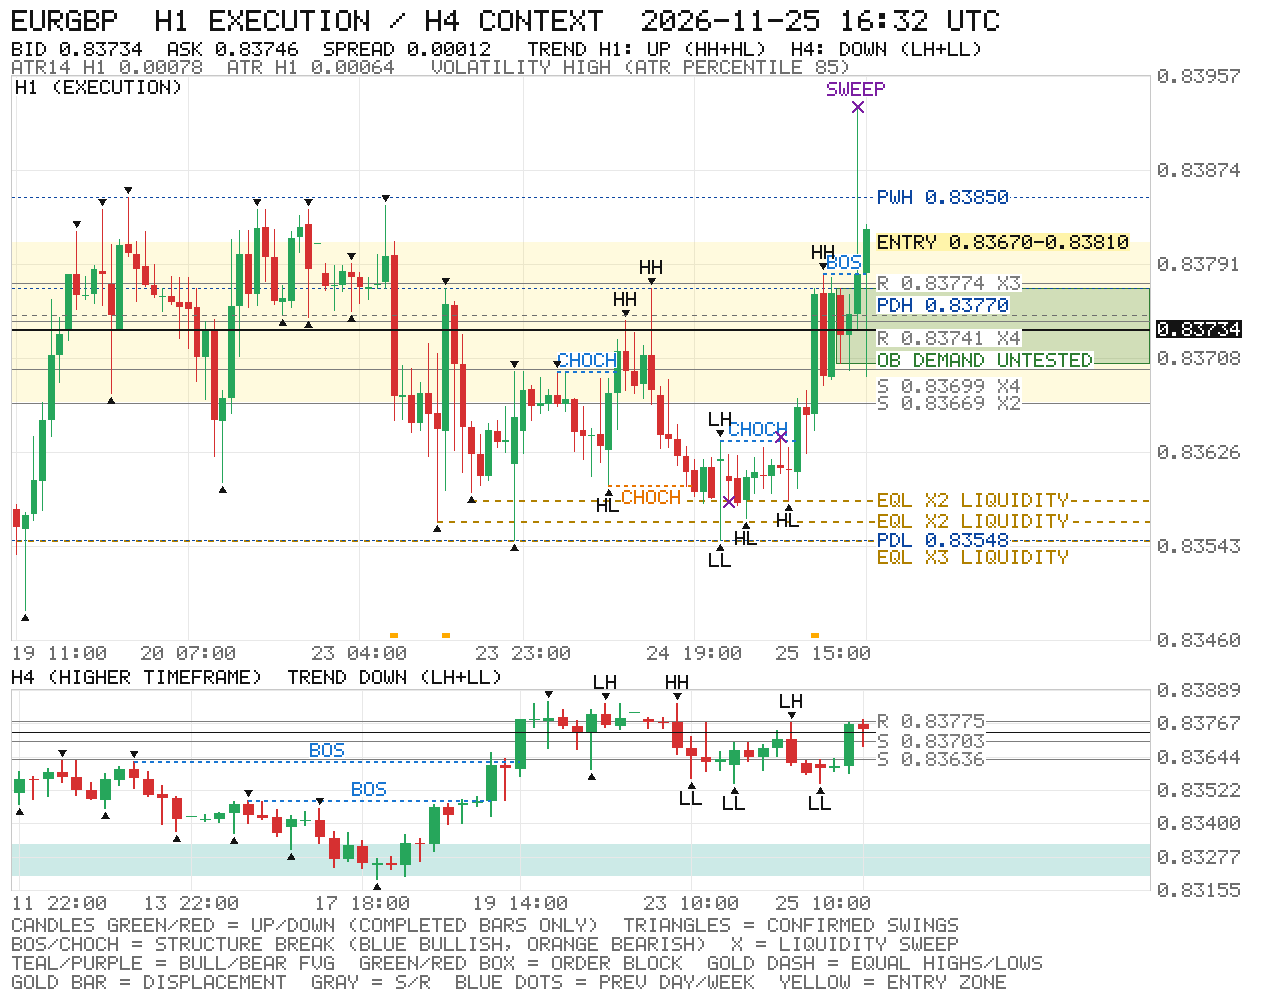 EURGBP  H1 EXECUTION / H4 CONTEXT  2026-11-25 16:32 UTC
BID 0.83734  ASK 0.83746  SPREAD 0.00012   TREND H1: UP (HH+HL)  H4: DOWN (LH+LL)
ATR14 H1 0.00078  ATR H1 0.00064   VOLATILITY HIGH (ATR PERCENTILE 85)
0.83957
H1 (EXECUTION)
SWEEP
0.83874
PWH 0.83850
ENTRY 0.83670-0.83810
HH
BOS
0.83791
HH
R 0.83774 X3
HH
PDH 0.83770
0.83734
R 0.83741 X4
CHOCH
OB DEMAND UNTESTED
0.83708
S 0.83699 X4
S 0.83669 X2
LH
CHOCH
0.83626
CHOCH
HL
EQL X2 LIQUIDITY
HL
EQL X2 LIQUIDITY
HL
PDL 0.83548
0.83543
LL
EQL X3 LIQUIDITY
0.83460
19 11:00   20 07:00   23 04:00   23 23:00   24 19:00   25 15:00
H4 (HIGHER TIMEFRAME)  TREND DOWN (LH+LL)
LH
HH
0.83889
LH
R 0.83775
0.83767
S 0.83703
BOS
0.83644
S 0.83636
BOS
0.83522
LL
LL
LL
0.83400
0.83277
0.83155
11 22:00   13 22:00   17 18:00   19 14:00   23 10:00   25 10:00
CANDLES GREEN/RED = UP/DOWN (COMPLETED BARS ONLY)  TRIANGLES = CONFIRMED SWINGS
BOS/CHOCH = STRUCTURE BREAK (BLUE BULLISH, ORANGE BEARISH)  X = LIQUIDITY SWEEP
TEAL/PURPLE = BULL/BEAR FVG  GREEN/RED BOX = ORDER BLOCK  GOLD DASH = EQUAL HIGHS/LOWS
GOLD BAR = DISPLACEMENT  GRAY = S/R  BLUE DOTS = PREV DAY/WEEK  YELLOW = ENTRY ZONE